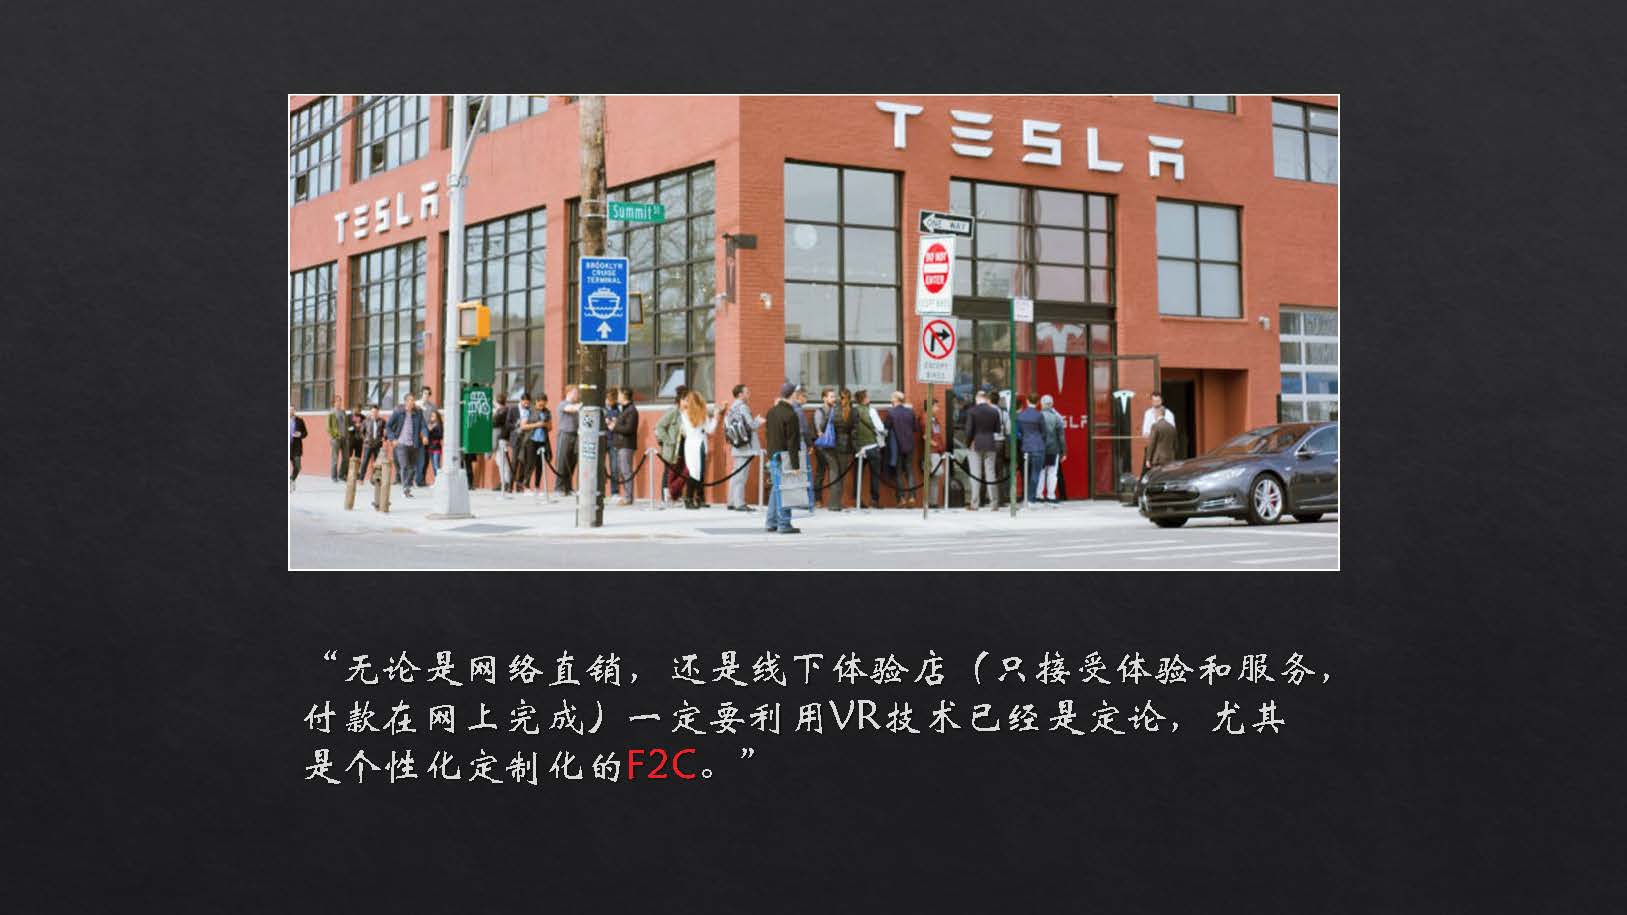 TESLA
TESLA
Summit St
ONE WAY
BROOKLYN
CRUISE
TERMINAL
DO NOT
ENTER
EXCEPT
BIKES
“无论是网络直销，还是线下体验店（只接受体验和服务，
付款在网上完成）一定要利用VR技术已经是定论，尤其
是个性化定制化的F2C。”